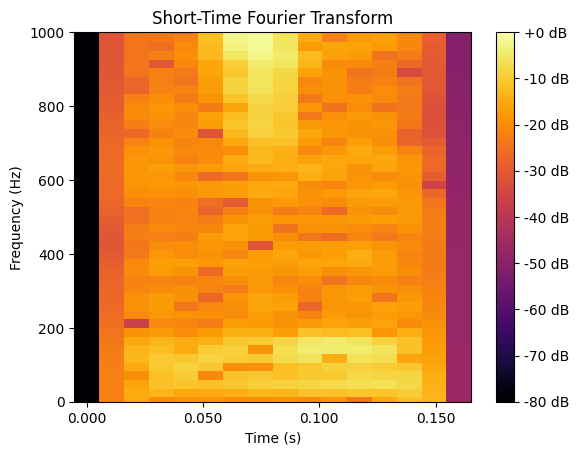 Short-Time Fourier Transform
Frequency (Hz)
1000
800
600
400
200
0
0.000
0.050
0.100
0.150
Time (s)
+0 dB
-10 dB
-20 dB
-30 dB
-40 dB
-50 dB
-60 dB
-70 dB
-80 dB